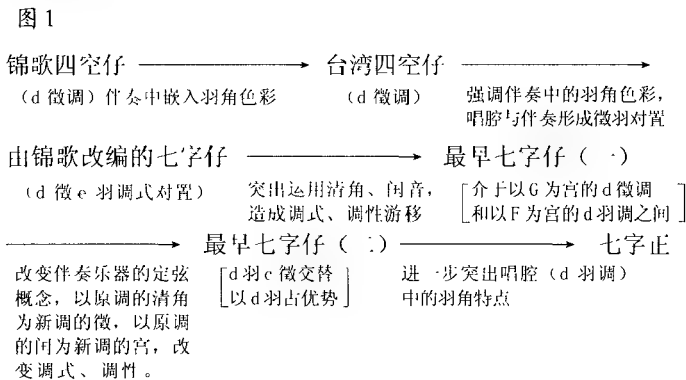 图1
锦歌四空仔 台湾四空仔
(d 徵调)伴奏中嵌入羽角色彩 (d 徵调) 强调伴奏中的羽角色彩,
唱腔与伴奏形成徵羽对置
由锦歌改编的七字仔 最早七字仔(一)
(d 徵 e 羽调式对置) 突出运用清角、闰音, 介于以G为宫的d徵调
造成调式、调性游移 和以F为宫的d羽调之间
最早七字仔(二) 七字正
改变伴奏乐器的定弦 d羽c徵交替 进一步突出唱腔(d 羽调)
概念,以原调的清角 以d羽占优势 中的羽角特点
为新调的徵,以原调
的闰为新调的宫,改
变调式、调性。